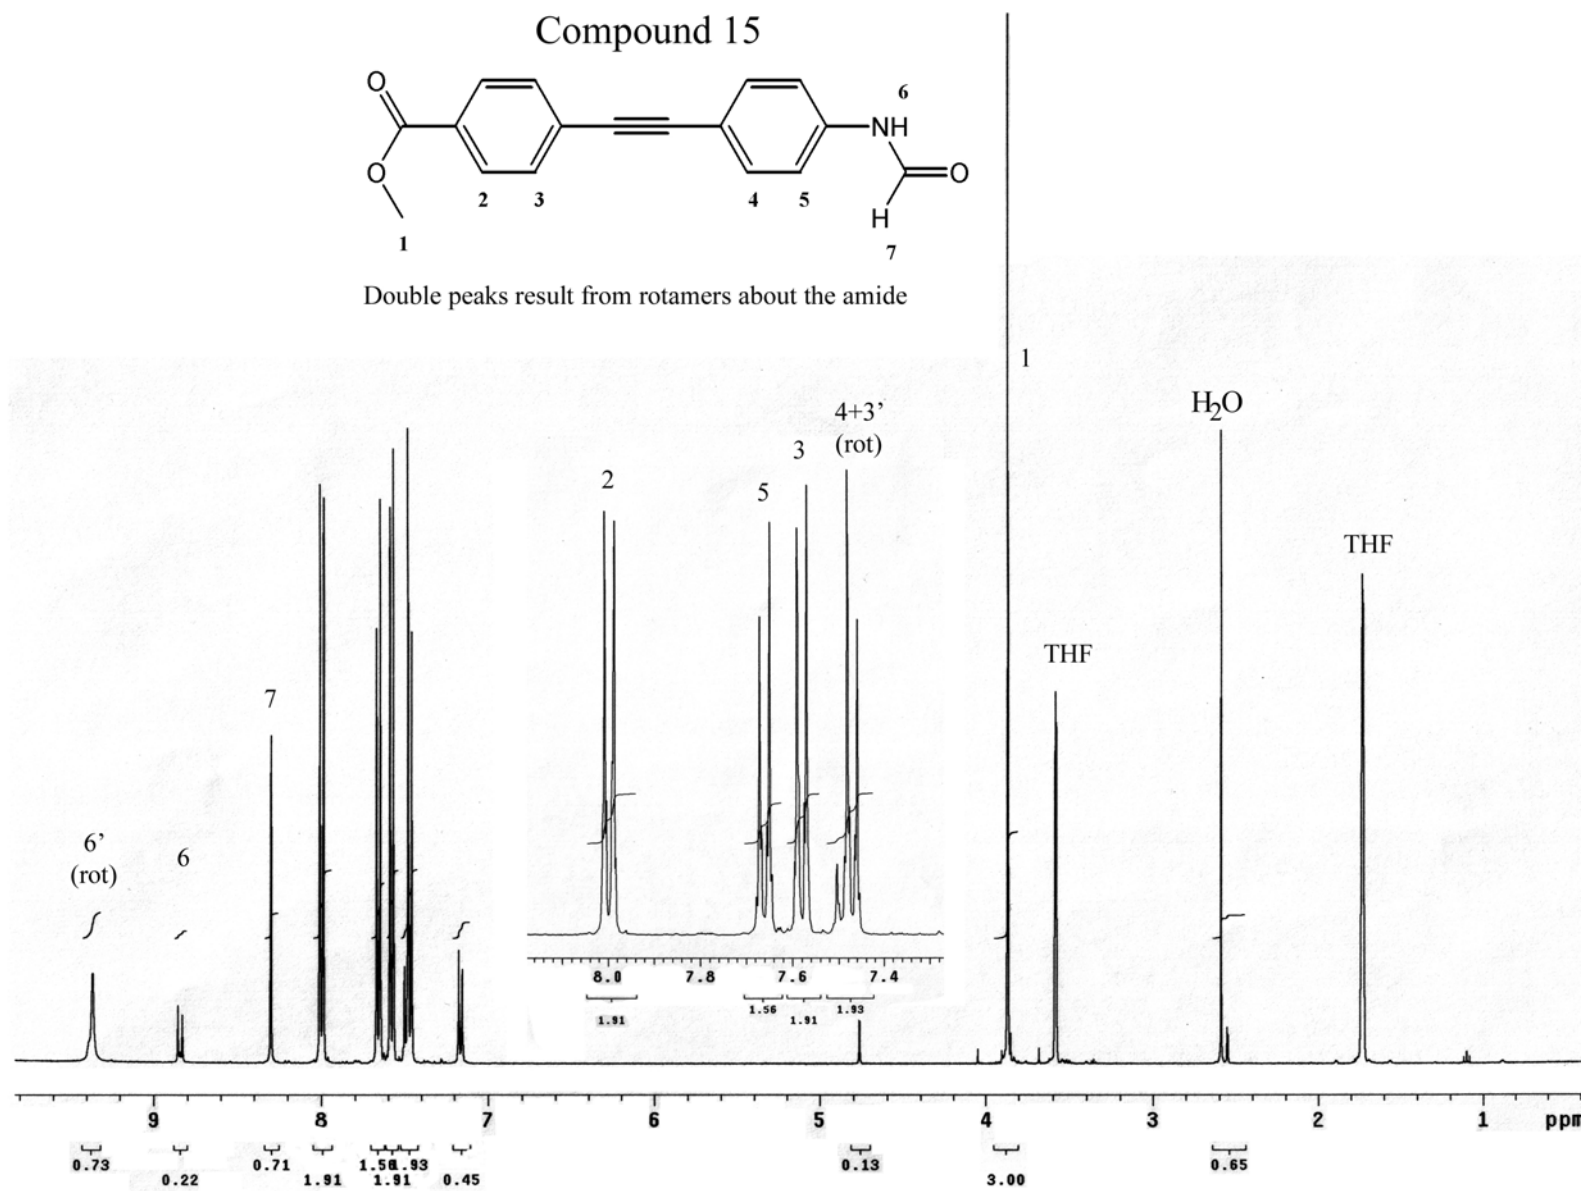 Compound 15
O
O
1
2
3
4
5
6
NH
O
H
7
Double peaks result from rotamers about the amide
1
H₂O
4+3’
(rot)
3
2
5
THF
THF
7
6’
(rot)
6
8.0 7.8 7.6 7.4
1.91 1.56 1.91 1.93
9 8 7 6 5 4 3 2 1 ppm
0.73 0.22 0.71 1.91 1.56 1.91 1.93 0.45 0.13 3.00 0.65